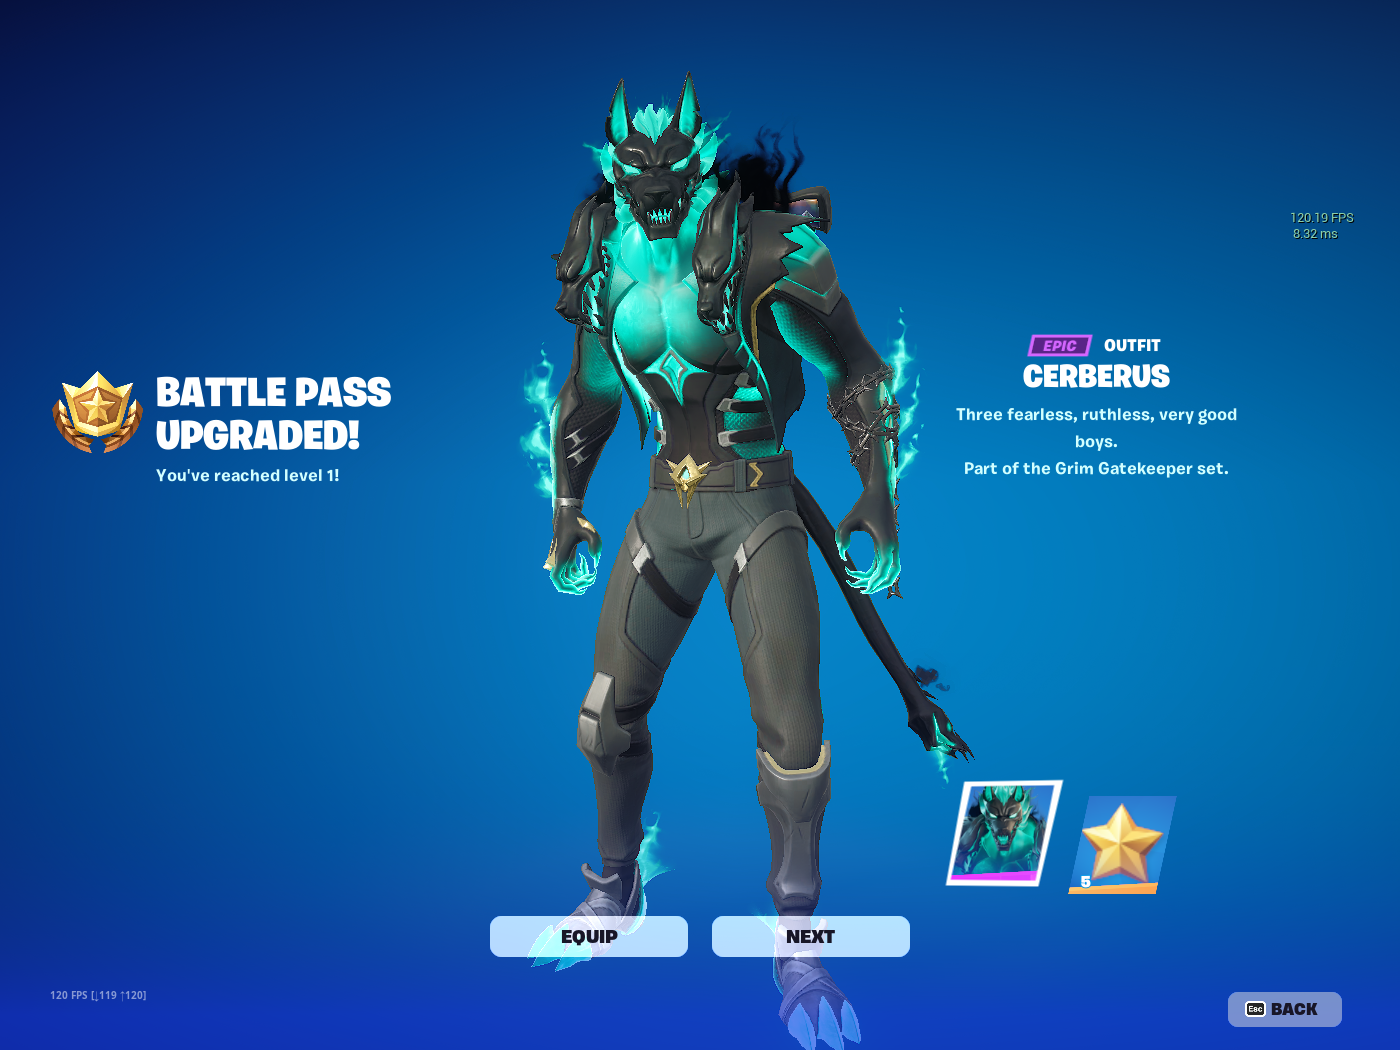 120.19 FPS
8.32 ms
EPIC OUTFIT
CERBERUS
Three fearless, ruthless, very good
boys.
Part of the Grim Gatekeeper set.
BATTLE PASS
UPGRADED!
You've reached level 1!
5
EQUIP
NEXT
120 FPS [↓119 ↑120]
Esc BACK